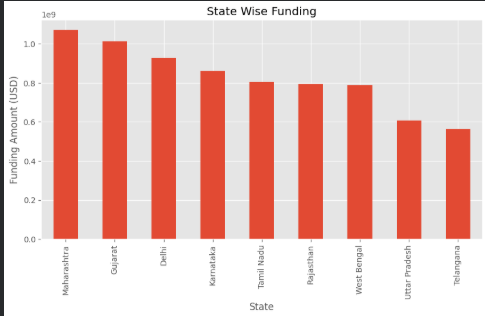 State Wise Funding
1e9
Funding Amount (USD)
1.0
0.8
0.6
0.4
0.2
0.0
Maharashtra
Gujarat
Delhi
Karnataka
Tamil Nadu
Rajasthan
West Bengal
Uttar Pradesh
Telangana
State